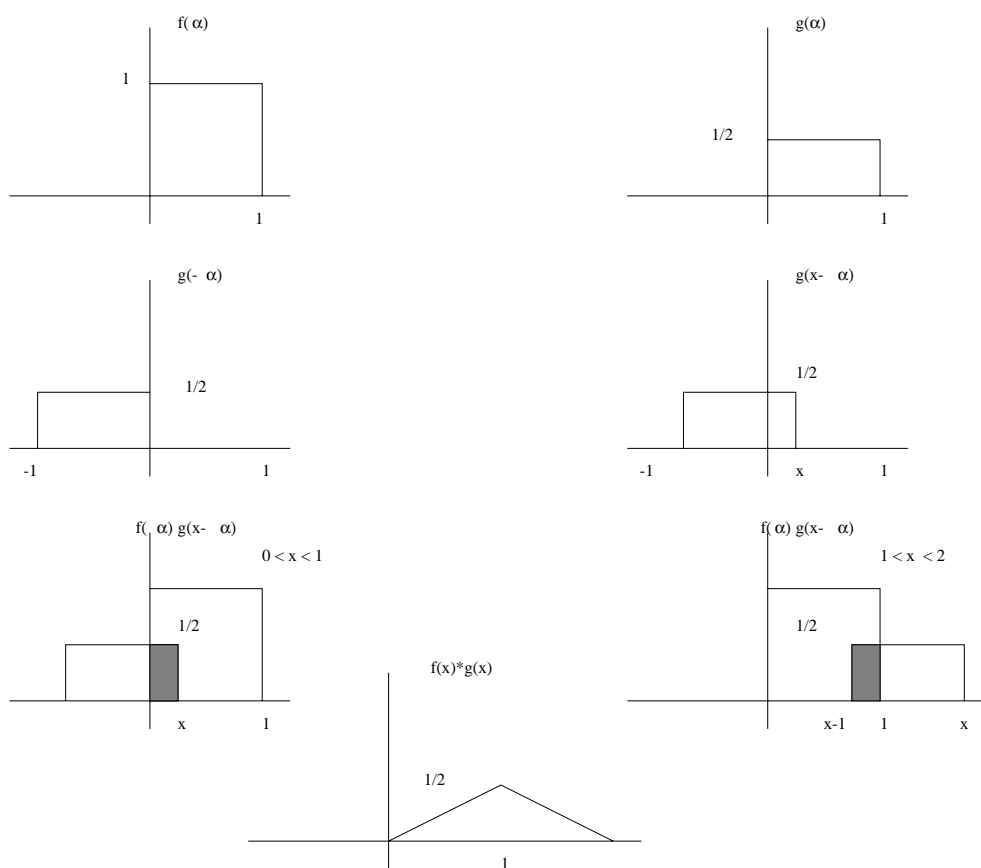 f( α)
1
1
g(α)
1/2
1
g(- α)
1/2
-1 1
g(x- α)
1/2
-1 x 1
f( α) g(x- α)
0 < x < 1
1/2
x 1
f( α) g(x- α)
1 < x < 2
1/2
x-1 1 x
f(x)*g(x)
1/2
1